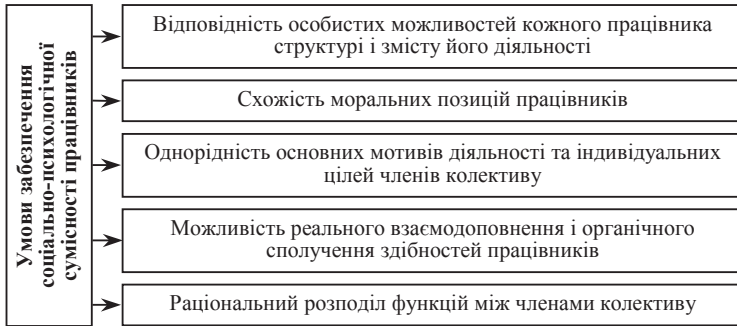 Умови забезпечення
соціально-психологічної
сумісності працівників
Відповідність особистих можливостей кожного працівника
структурі і змісту його діяльності
Схожість моральних позицій працівників
Однорідність основних мотивів діяльності та індивідуальних
цілей членів колективу
Можливість реального взаємодоповнення і органічного
сполучення здібностей працівників
Раціональний розподіл функцій між членами колективу